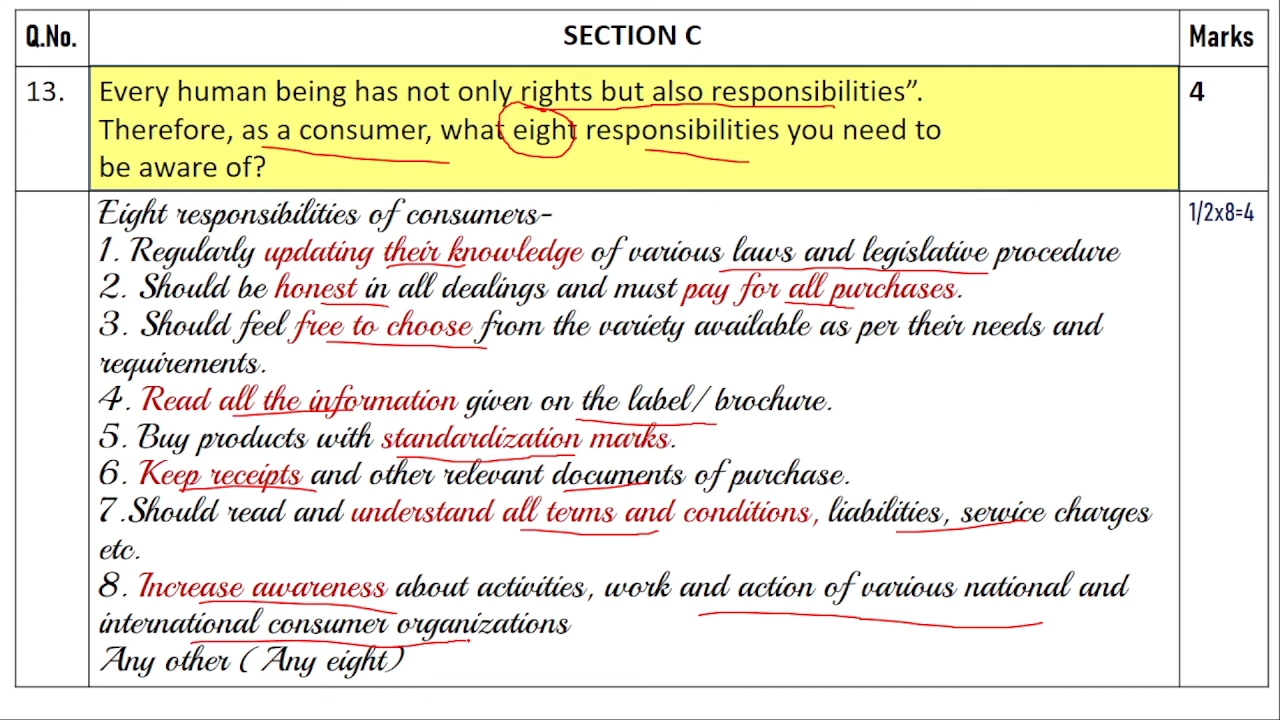 Q.No. SECTION C Marks
13. Every human being has not only rights but also responsibilities”. 4
Therefore, as a consumer, what eight responsibilities you need to
be aware of?
Eight responsibilities of consumers- 1/2x8=4
1. Regularly updating their knowledge of various laws and legislative procedure
2. Should be honest in all dealings and must pay for all purchases.
3. Should feel free to choose from the variety available as per their needs and
requirements.
4. Read all the information given on the label/ brochure.
5. Buy products with standardization marks.
6. Keep receipts and other relevant documents of purchase.
7.Should read and understand all terms and conditions, liabilities, service charges
etc.
8. Increase awareness about activities, work and action of various national and
international consumer organizations
Any other ( Any eight)